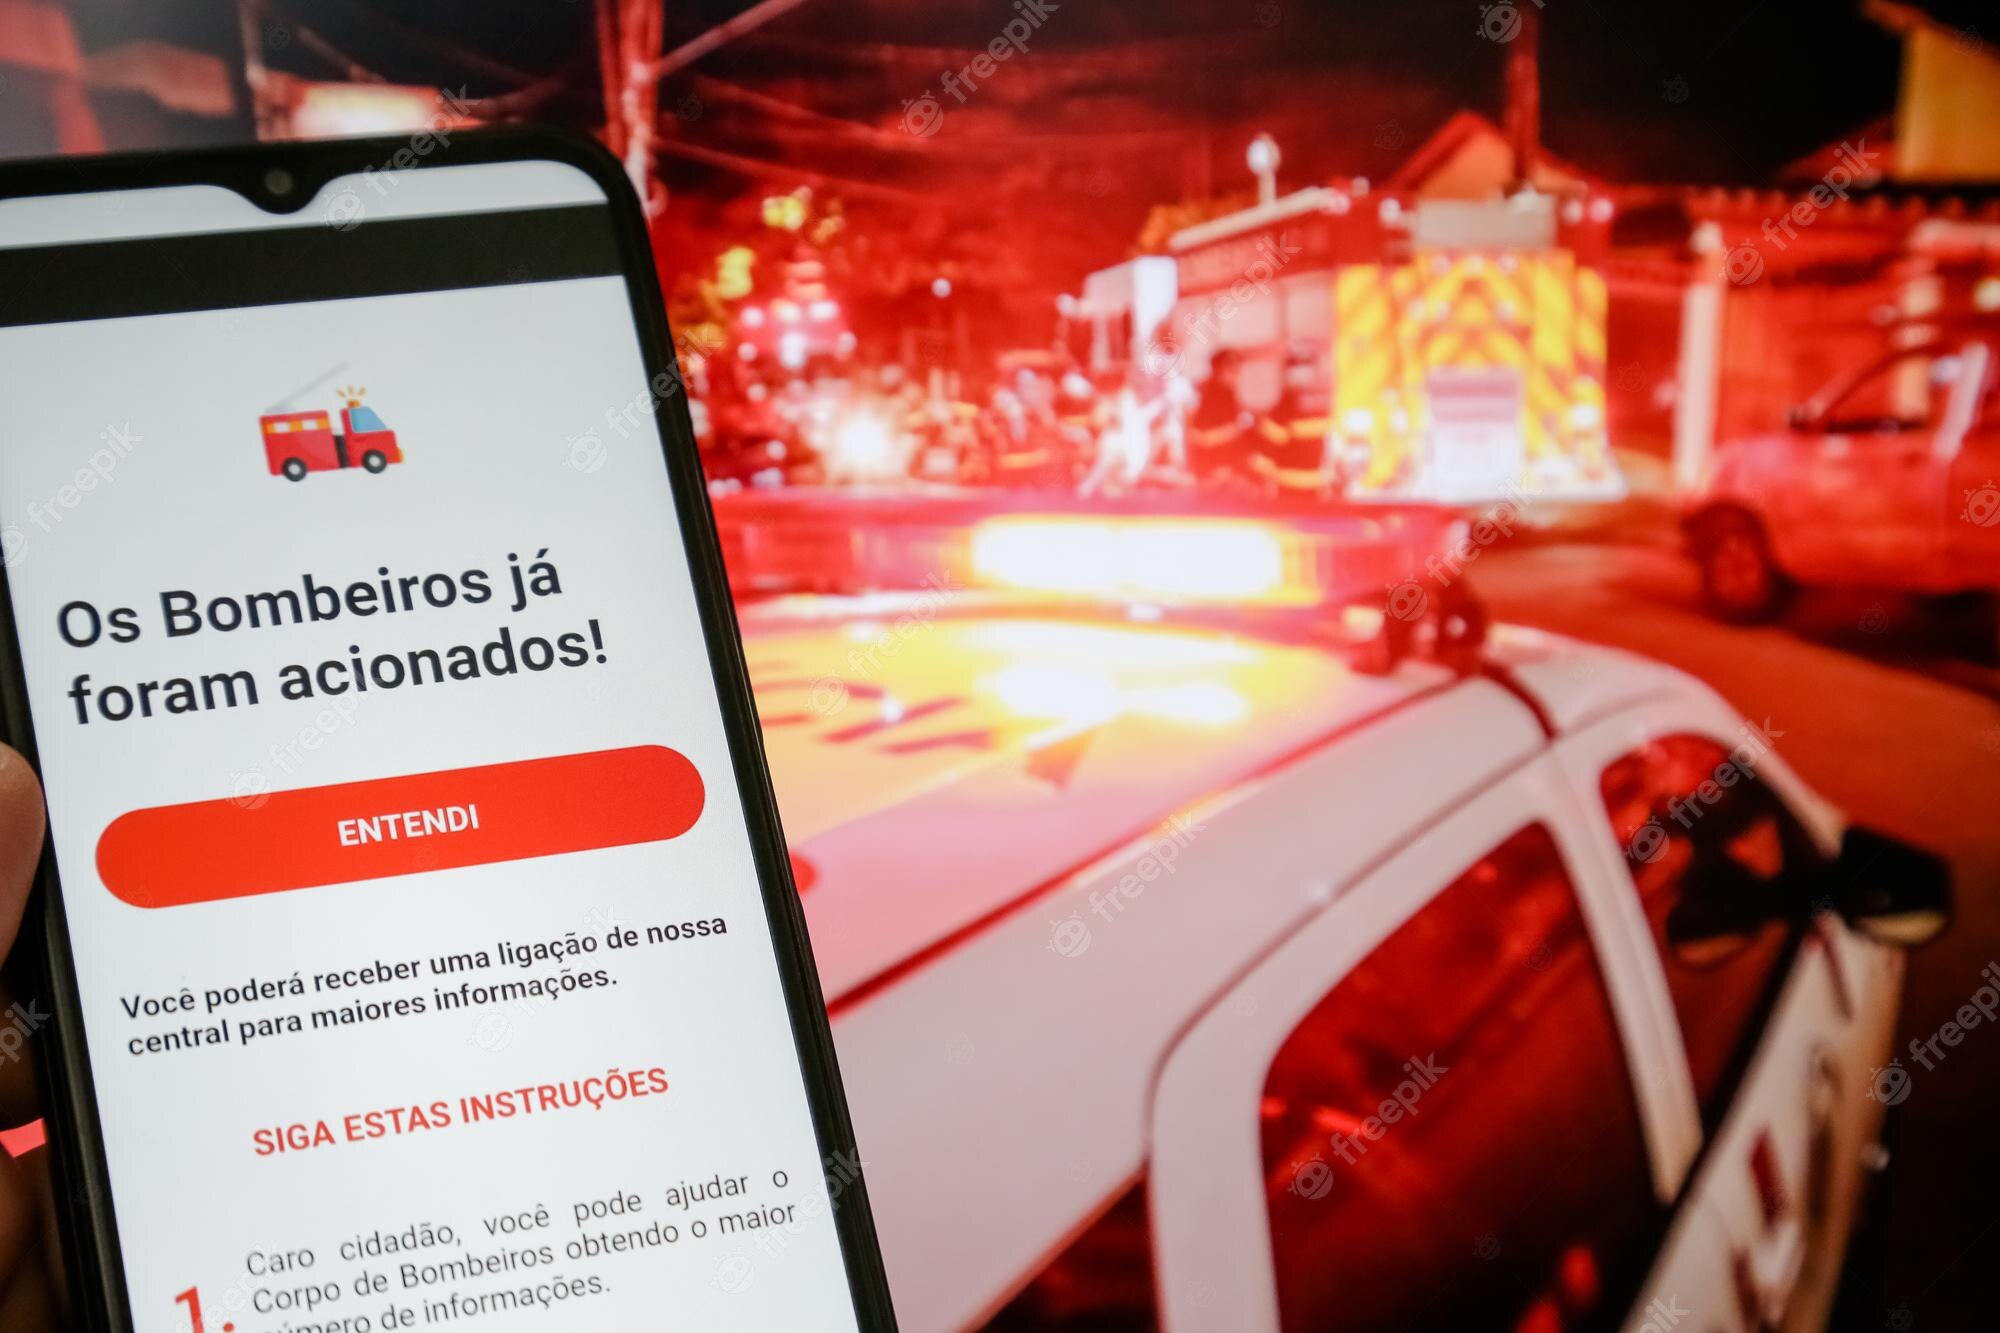 Os Bombeiros já
foram acionados!
ENTENDI
Você poderá receber uma ligação de nossa
central para maiores informações.
SIGA ESTAS INSTRUÇÕES
1.
Caro cidadão, você pode ajudar o
Corpo de Bombeiros obtendo o maior
número de informações.
freepik